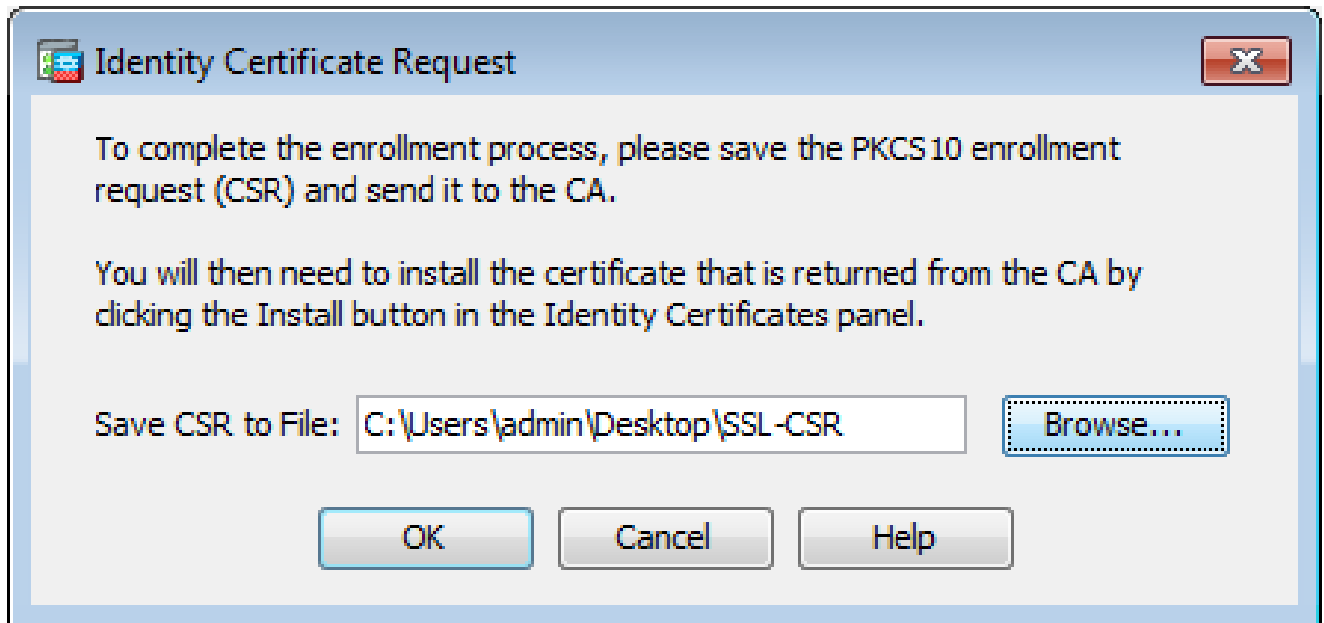 Identity Certificate Request
To complete the enrollment process, please save the PKCS10 enrollment
request (CSR) and send it to the CA.
You will then need to install the certificate that is returned from the CA by
clicking the Install button in the Identity Certificates panel.
Save CSR to File: C:\Users\admin\Desktop\SSL-CSR Browse...
OK Cancel Help